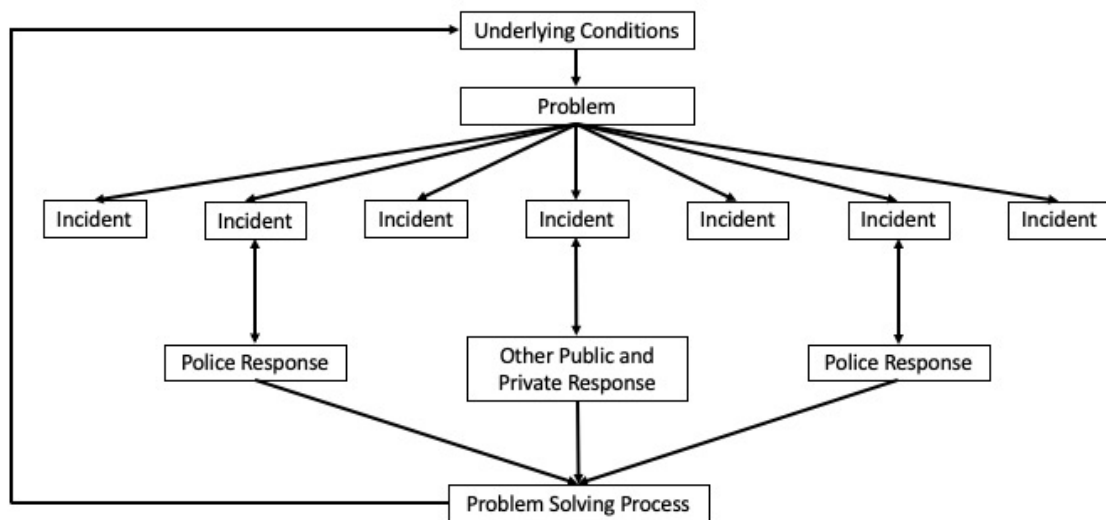 Underlying Conditions
Problem
Incident
Incident
Incident
Incident
Incident
Incident
Incident
Police Response
Other Public and
Private Response
Police Response
Problem Solving Process